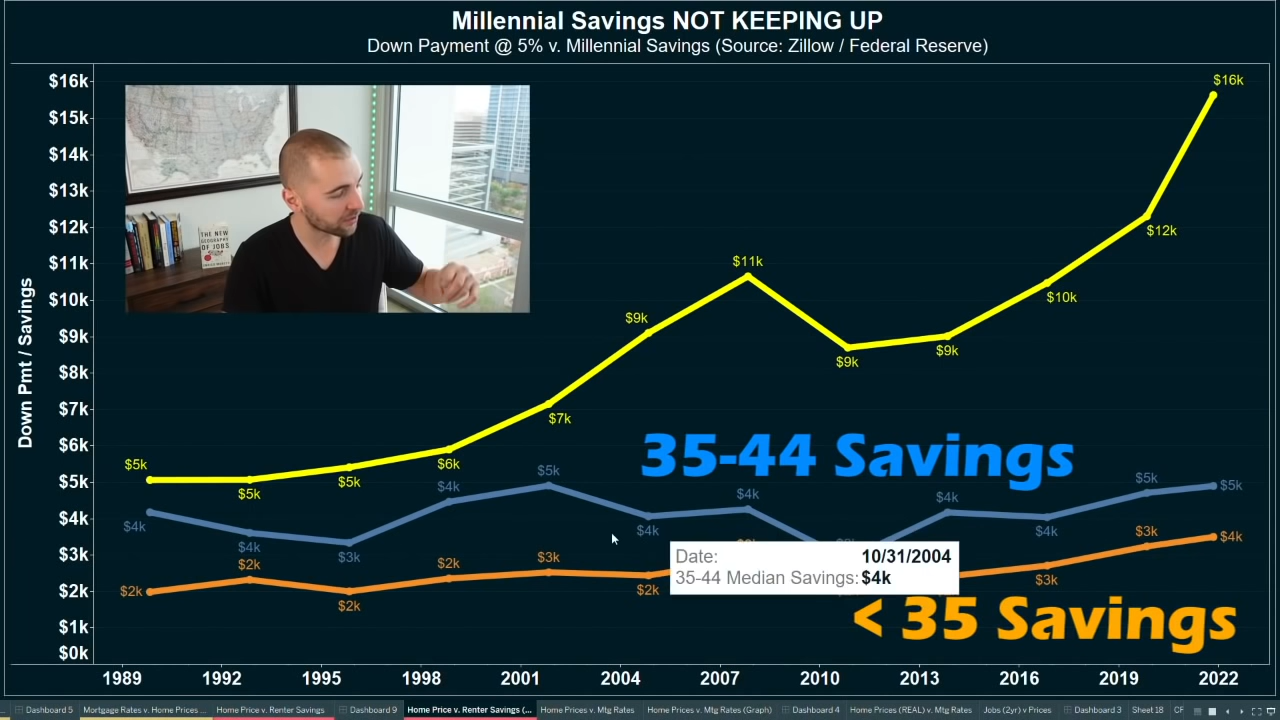 Millennial Savings NOT KEEPING UP
Down Payment @ 5% v. Millennial Savings (Source: Zillow / Federal Reserve)
Down Pmt / Savings
$16k
$15k
$14k
$13k
$12k
$11k
$10k
$9k
$8k
$7k
$6k
$5k
$4k
$3k
$2k
$1k
$0k
THE NEW
GEOGRAPHY
OF JOBS
$5k
$5k
$5k
$6k
$7k
$9k
$11k
$9k
$9k
$10k
$12k
$16k
35-44 Savings
$4k
$4k
$3k
$4k
$5k
$4k
$4k
$4k
$4k
$5k
$5k
Date: 10/31/2004
35-44 Median Savings: $4k
$2k
$2k
$2k
$2k
$3k
$2k
$3k
$3k
$4k
< 35 Savings
1989 1992 1995 1998 2001 2004 2007 2010 2013 2016 2019 2022
Dashboard 5 Mortgage Rates v. Home Prices ... Home Price v. Renter Savings Dashboard 9 Home Price v. Renter Savings (... Home Prices v. Mtg Rates Home Prices v. Mtg Rates (Graph) Dashboard 4 Home Prices (REAL) v. Mtg Rates Jobs (2yr) v Prices Dashboard 3 Sheet18